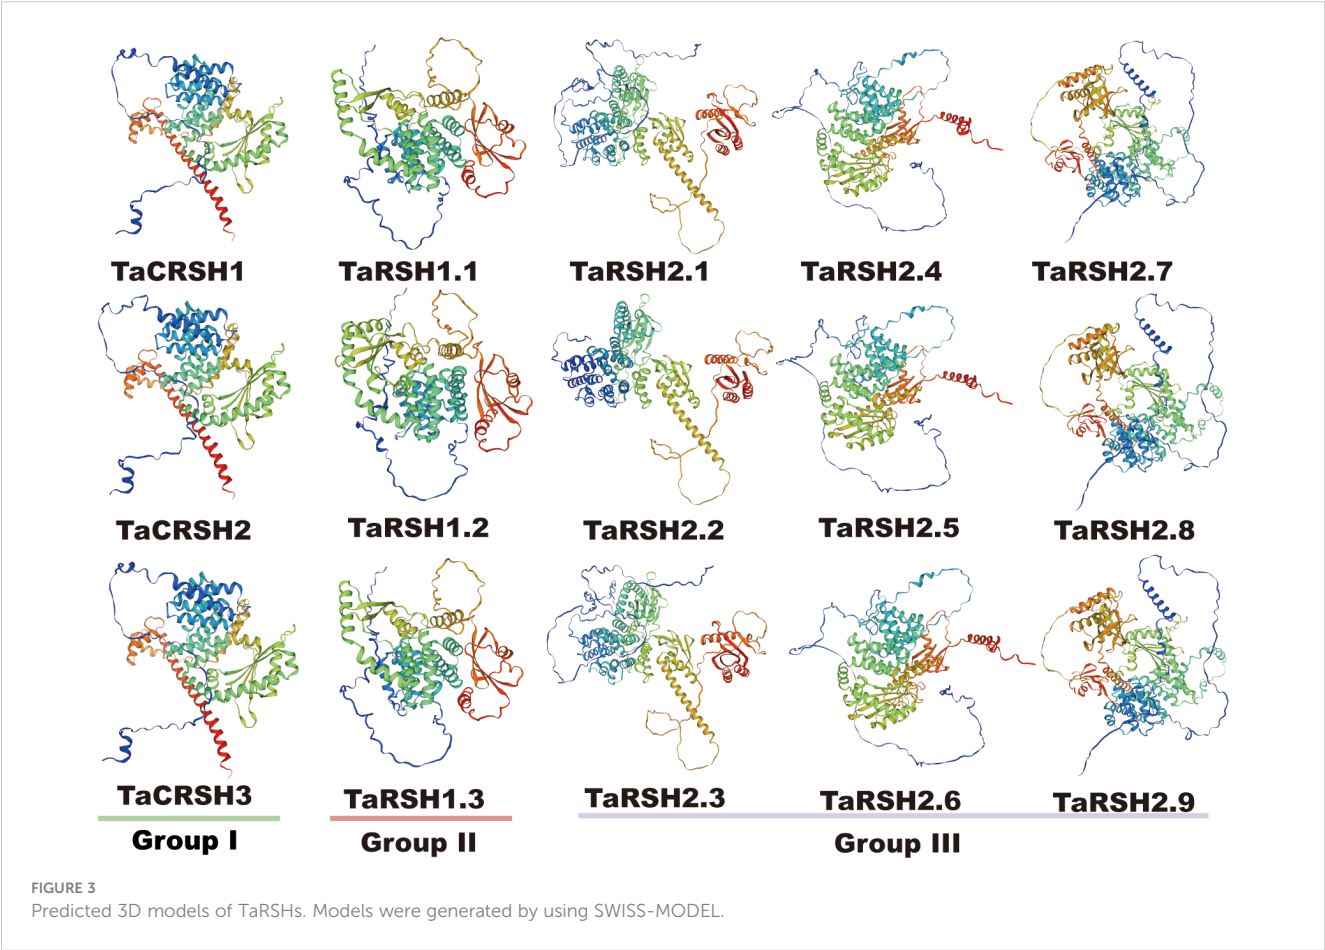 TaCRSH1 TaRSH1.1 TaRSH2.1 TaRSH2.4 TaRSH2.7
TaCRSH2 TaRSH1.2 TaRSH2.2 TaRSH2.5 TaRSH2.8
TaCRSH3 TaRSH1.3 TaRSH2.3 TaRSH2.6 TaRSH2.9
Group I Group II Group III
FIGURE 3
Predicted 3D models of TaRSHs. Models were generated by using SWISS-MODEL.